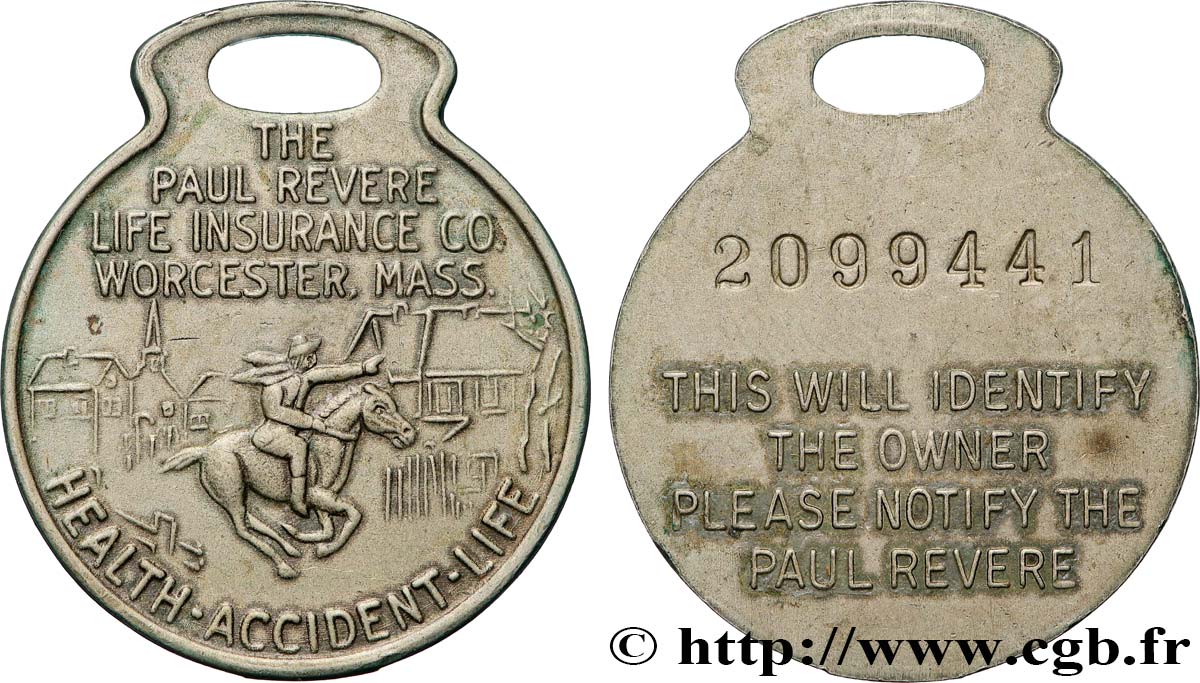 THE
PAUL REVERE
LIFE INSURANCE CO.
WORCESTER, MASS.
HEALTH-ACCIDENT-LIFE
2099441
THIS WILL IDENTIFY
THE OWNER
PLEASE NOTIFY THE
PAUL REVERE
© http://www.cgb.fr